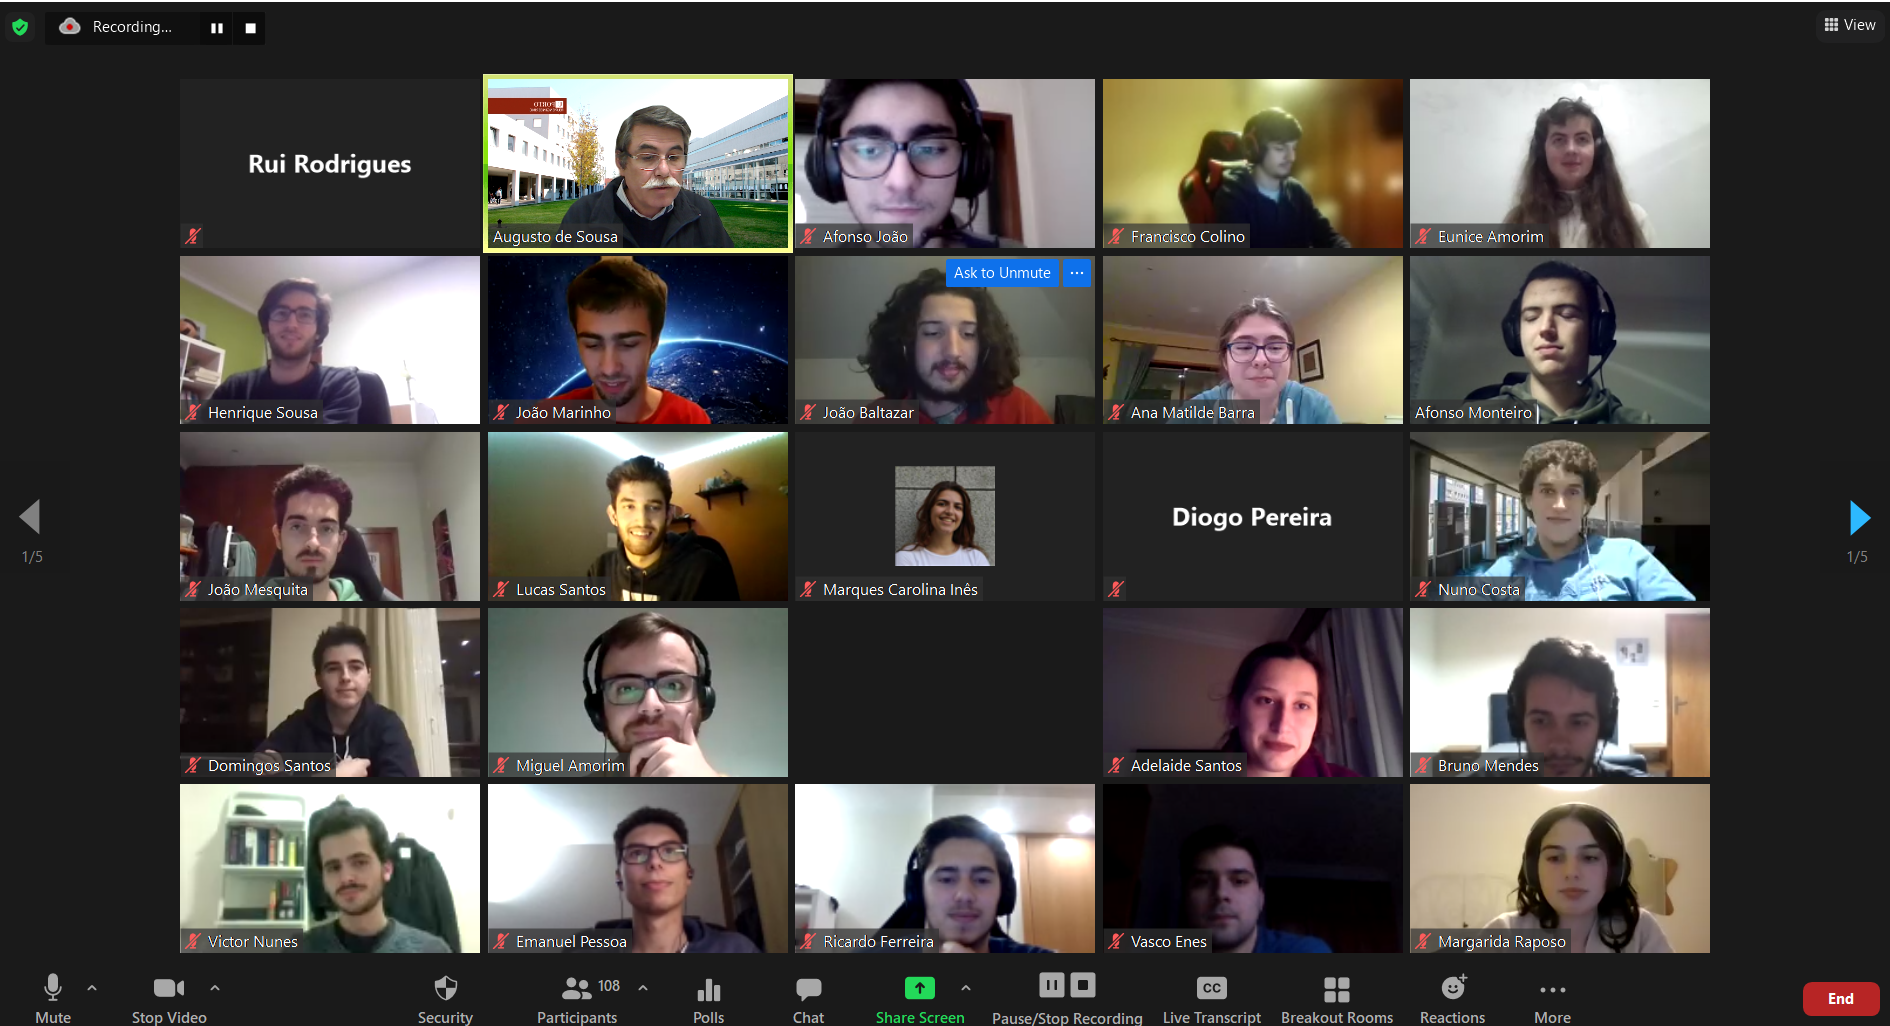 Recording...
View
Rui Rodrigues
Augusto de Sousa
Afonso João
Francisco Colino
Eunice Amorim
Henrique Sousa
João Marinho
Ask to Unmute
João Baltazar
Ana Matilde Barra
Afonso Monteiro
João Mesquita
Lucas Santos
Marques Carolina Inês
Diogo Pereira
Nuno Costa
1/5
1/5
Domingos Santos
Miguel Amorim
Adelaide Santos
Bruno Mendes
Victor Nunes
Emanuel Pessoa
Ricardo Ferreira
Vasco Enes
Margarida Raposo
Mute
Stop Video
Security
108
Participants
Polls
Chat
Share Screen
Pause/Stop Recording
CC
Live Transcript
Breakout Rooms
Reactions
More
End